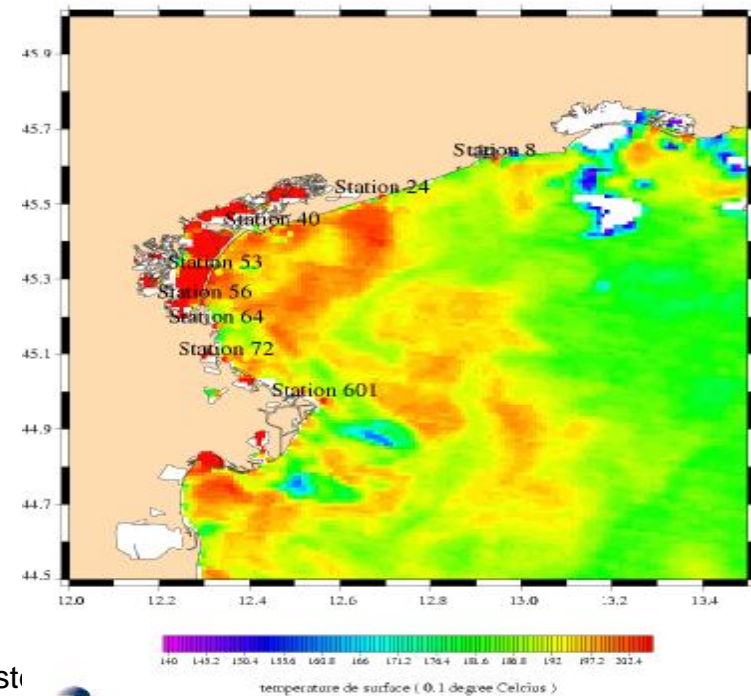 45.9
45.7
Station 8
Station 24
45.5
Station 40
Station 53
45.3
Station 56
Station 64
45.1
Station 72
Station 601
44.9
44.7
44.5
12.0 12.2 12.4 12.6 12.8 13.0 13.2 13.4
140 145.2 150.4 155.6 160.8 166 171.2 176.4 181.6 186.8 192 197.2 202.4
temperature de surface ( 0.1 degree Celcius )